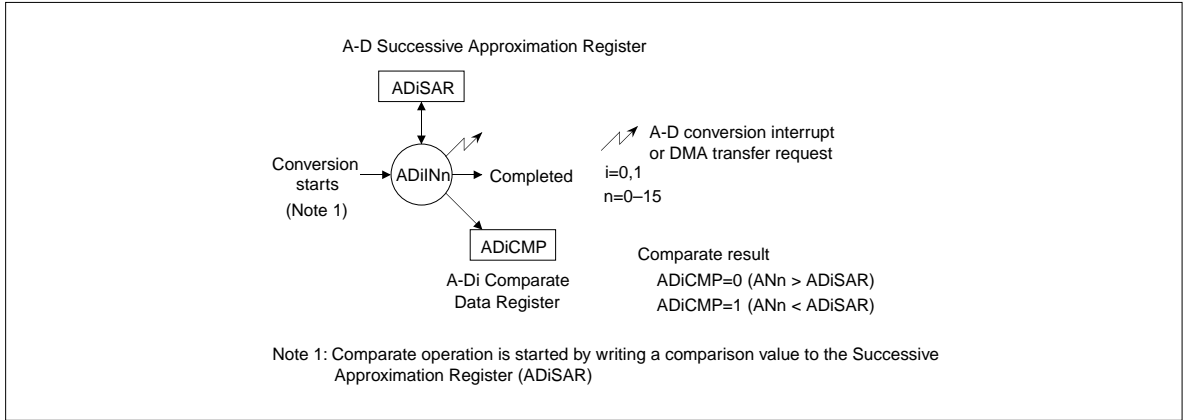 A-D Successive Approximation Register
ADiSAR
Conversion
starts
(Note 1)
ADiINn
Completed
A-D conversion interrupt
or DMA transfer request
i=0,1
n=0–15
ADiCMP
A-Di Comparate
Data Register
Comparate result
ADiCMP=0 (ANn > ADiSAR)
ADiCMP=1 (ANn < ADiSAR)
Note 1: Comparate operation is started by writing a comparison value to the Successive
Approximation Register (ADiSAR)